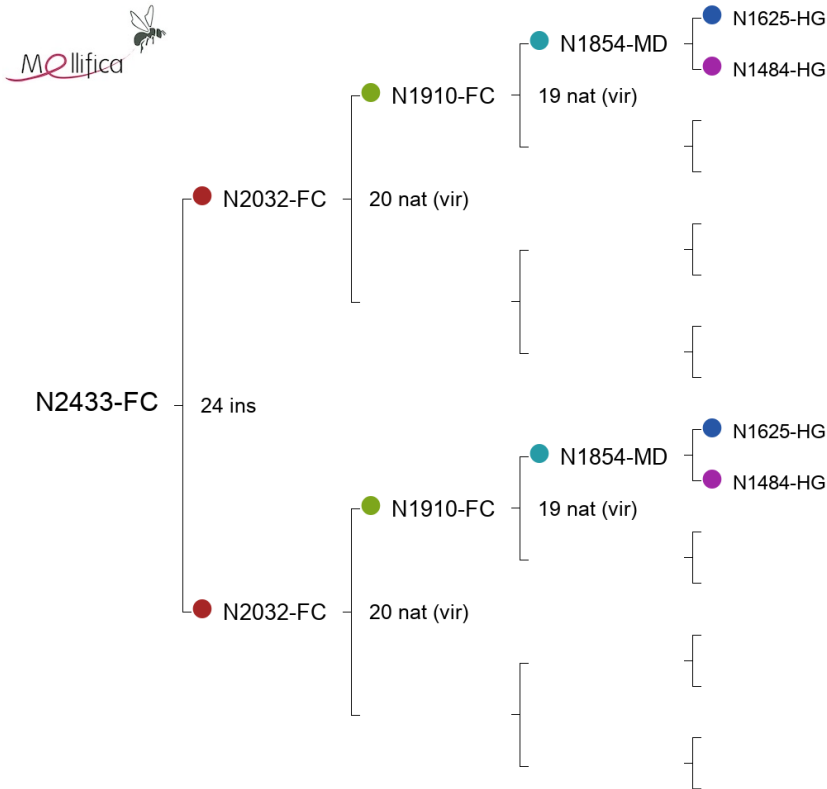 Mellifica
N1625-HG
N1854-MD
N1484-HG
N1910-FC
19 nat (vir)
N2032-FC
20 nat (vir)
N2433-FC
24 ins
N1625-HG
N1854-MD
N1484-HG
N1910-FC
19 nat (vir)
N2032-FC
20 nat (vir)